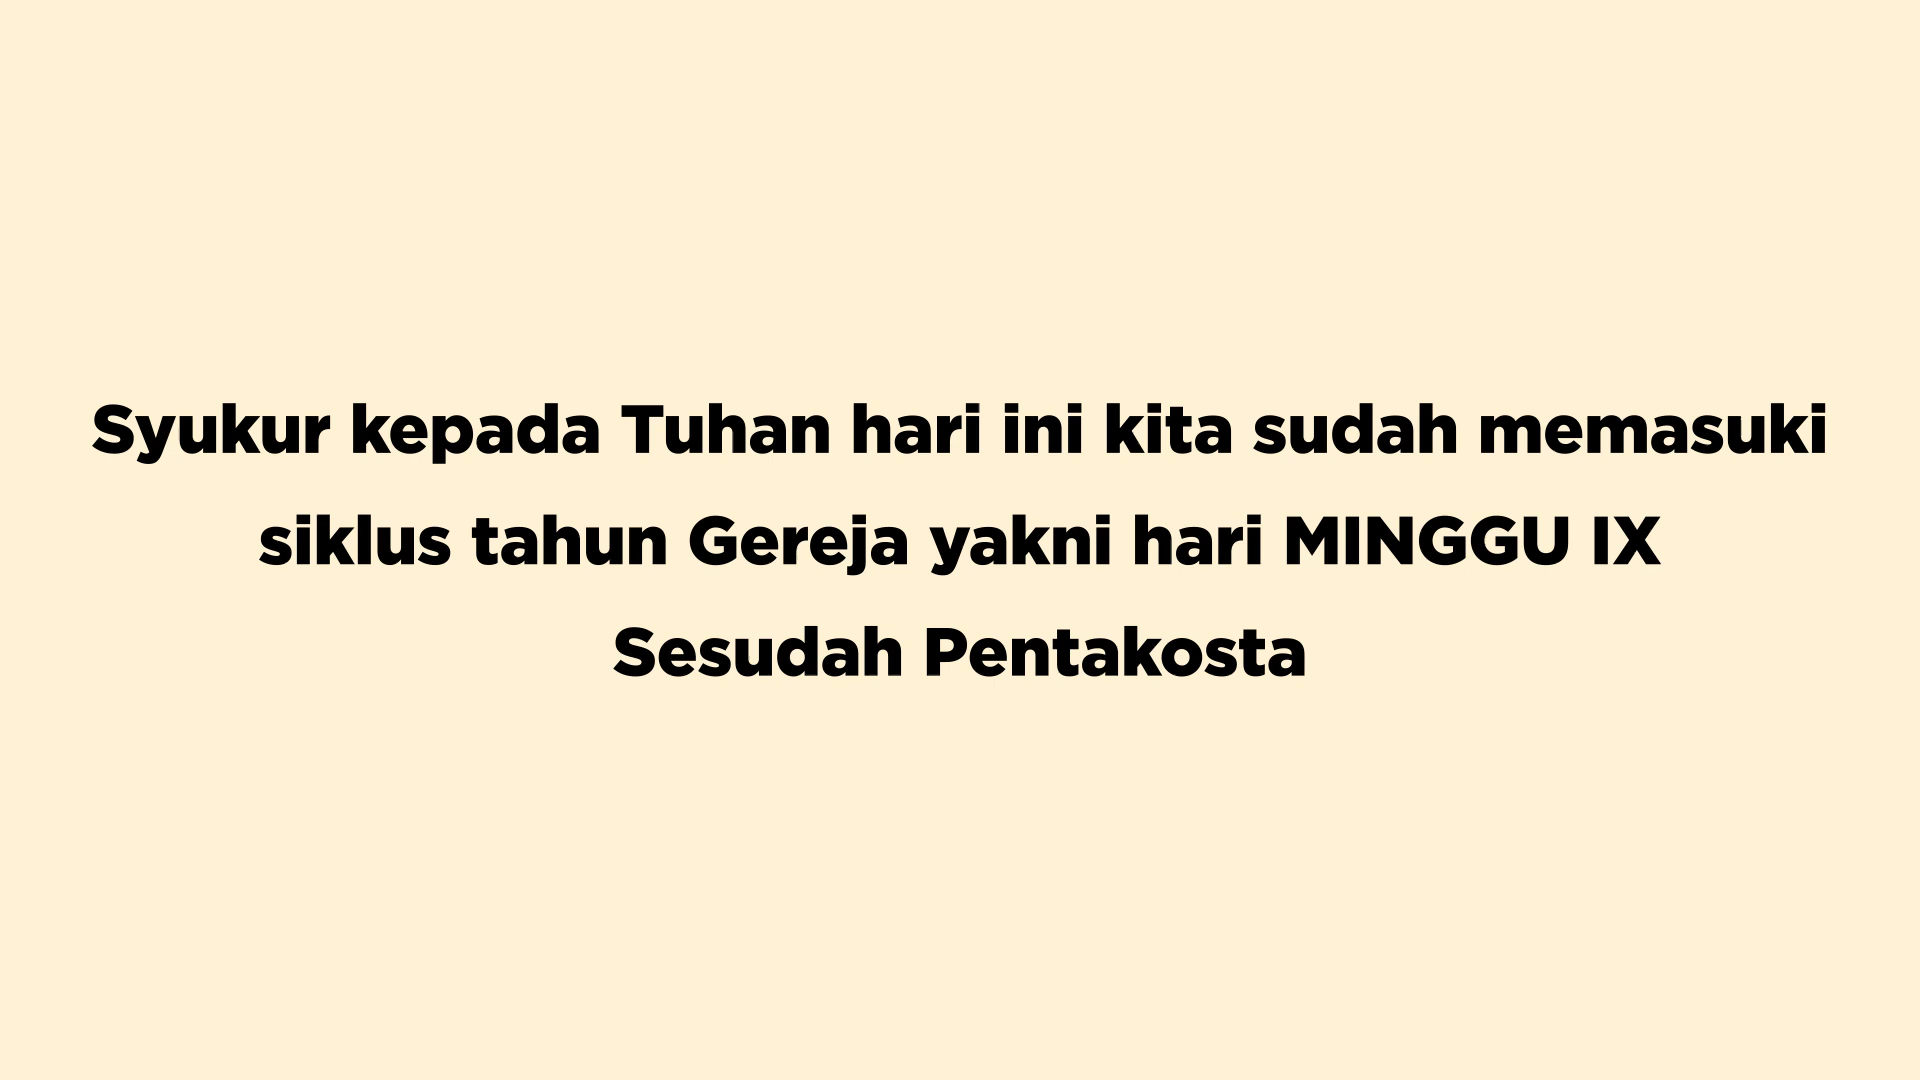 Syukur kepada Tuhan hari ini kita sudah memasuki
siklus tahun Gereja yakni hari MINGGU IX
Sesudah Pentakosta